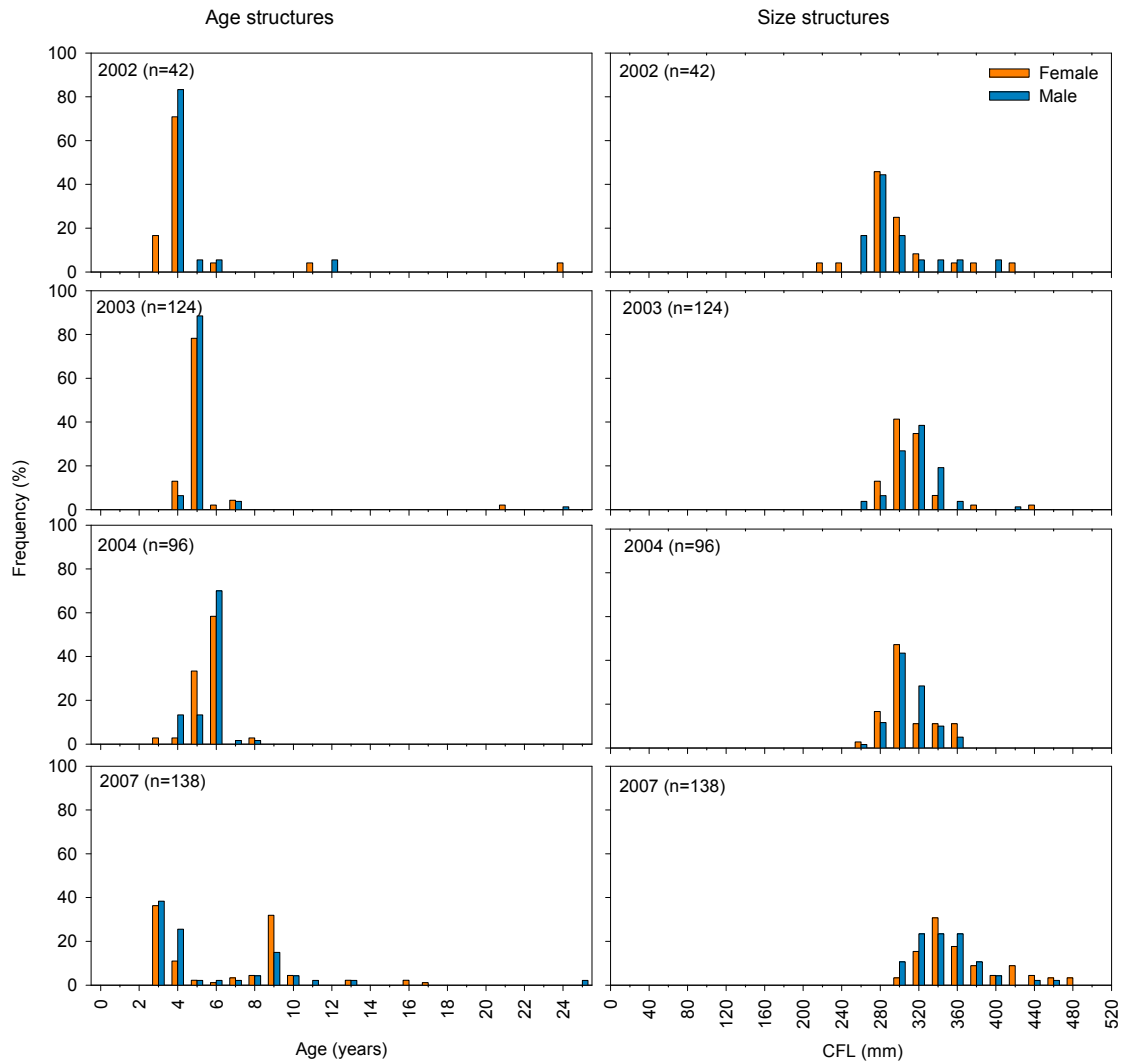 Age structures
Size structures
100
80
60
40
20
0
2002 (n=42)
2002 (n=42)
Female
Male
100
80
60
40
20
0
2003 (n=124)
2003 (n=124)
Frequency (%)
100
80
60
40
20
0
2004 (n=96)
2004 (n=96)
100
80
60
40
20
0
2007 (n=138)
2007 (n=138)
0 2 4 6 8 10 12 14 16 18 20 22 24
0 40 80 120 160 200 240 280 320 360 400 440 480 520
Age (years)
CFL (mm)